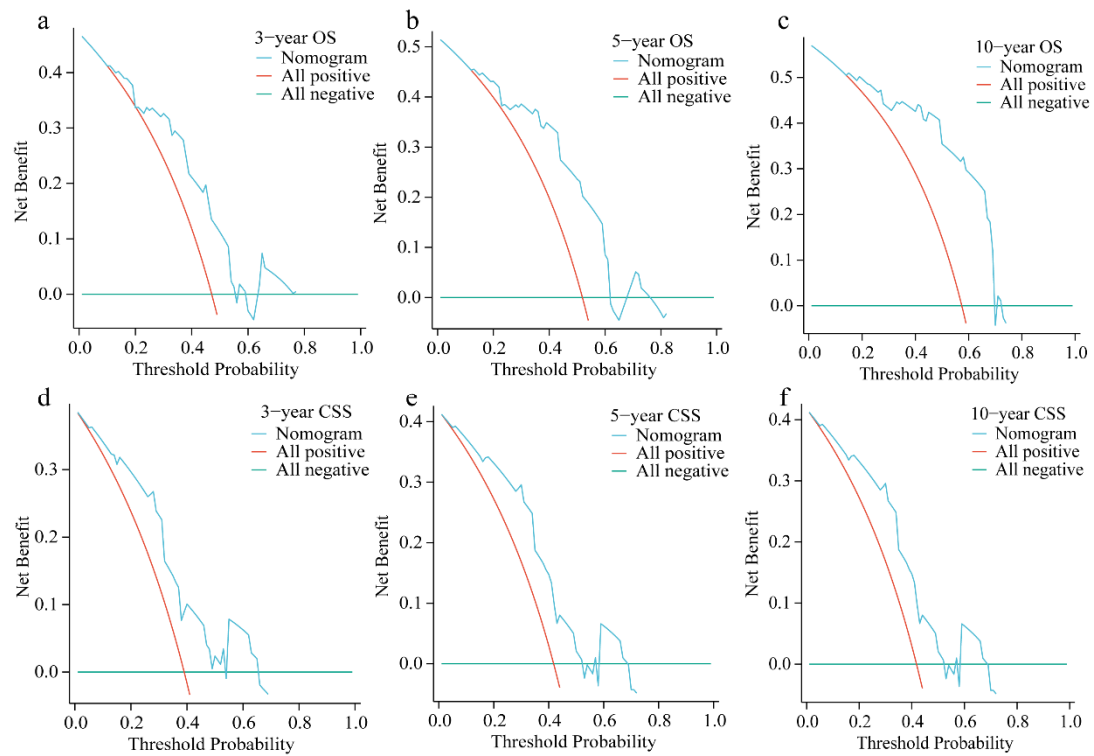 a
3-year OS
Nomogram
All positive
All negative
0.4
0.2
0.1
0.0
Net Benefit
0.0 0.2 0.4 0.6 0.8 1.0
Threshold Probability
b
5-year OS
Nomogram
All positive
All negative
0.5
0.4
0.3
0.2
0.1
0.0
Net Benefit
0.0 0.2 0.4 0.6 0.8 1.0
Threshold Probability
c
10-year OS
Nomogram
All positive
All negative
0.5
0.4
0.3
0.2
0.1
0.0
Net Benefit
0.0 0.2 0.4 0.6 0.8 1.0
Threshold Probability
d
3-year CSS
Nomogram
All positive
All negative
0.3
0.1
0.0
Net Benefit
0.0 0.2 0.4 0.6 0.8 1.0
Threshold Probability
e
5-year CSS
Nomogram
All positive
All negative
0.4
0.3
0.1
0.0
Net Benefit
0.0 0.2 0.4 0.6 0.8 1.0
Threshold Probability
f
10-year CSS
Nomogram
All positive
All negative
0.4
0.3
0.1
0.0
Net Benefit
0.0 0.2 0.4 0.6 0.8 1.0
Threshold Probability